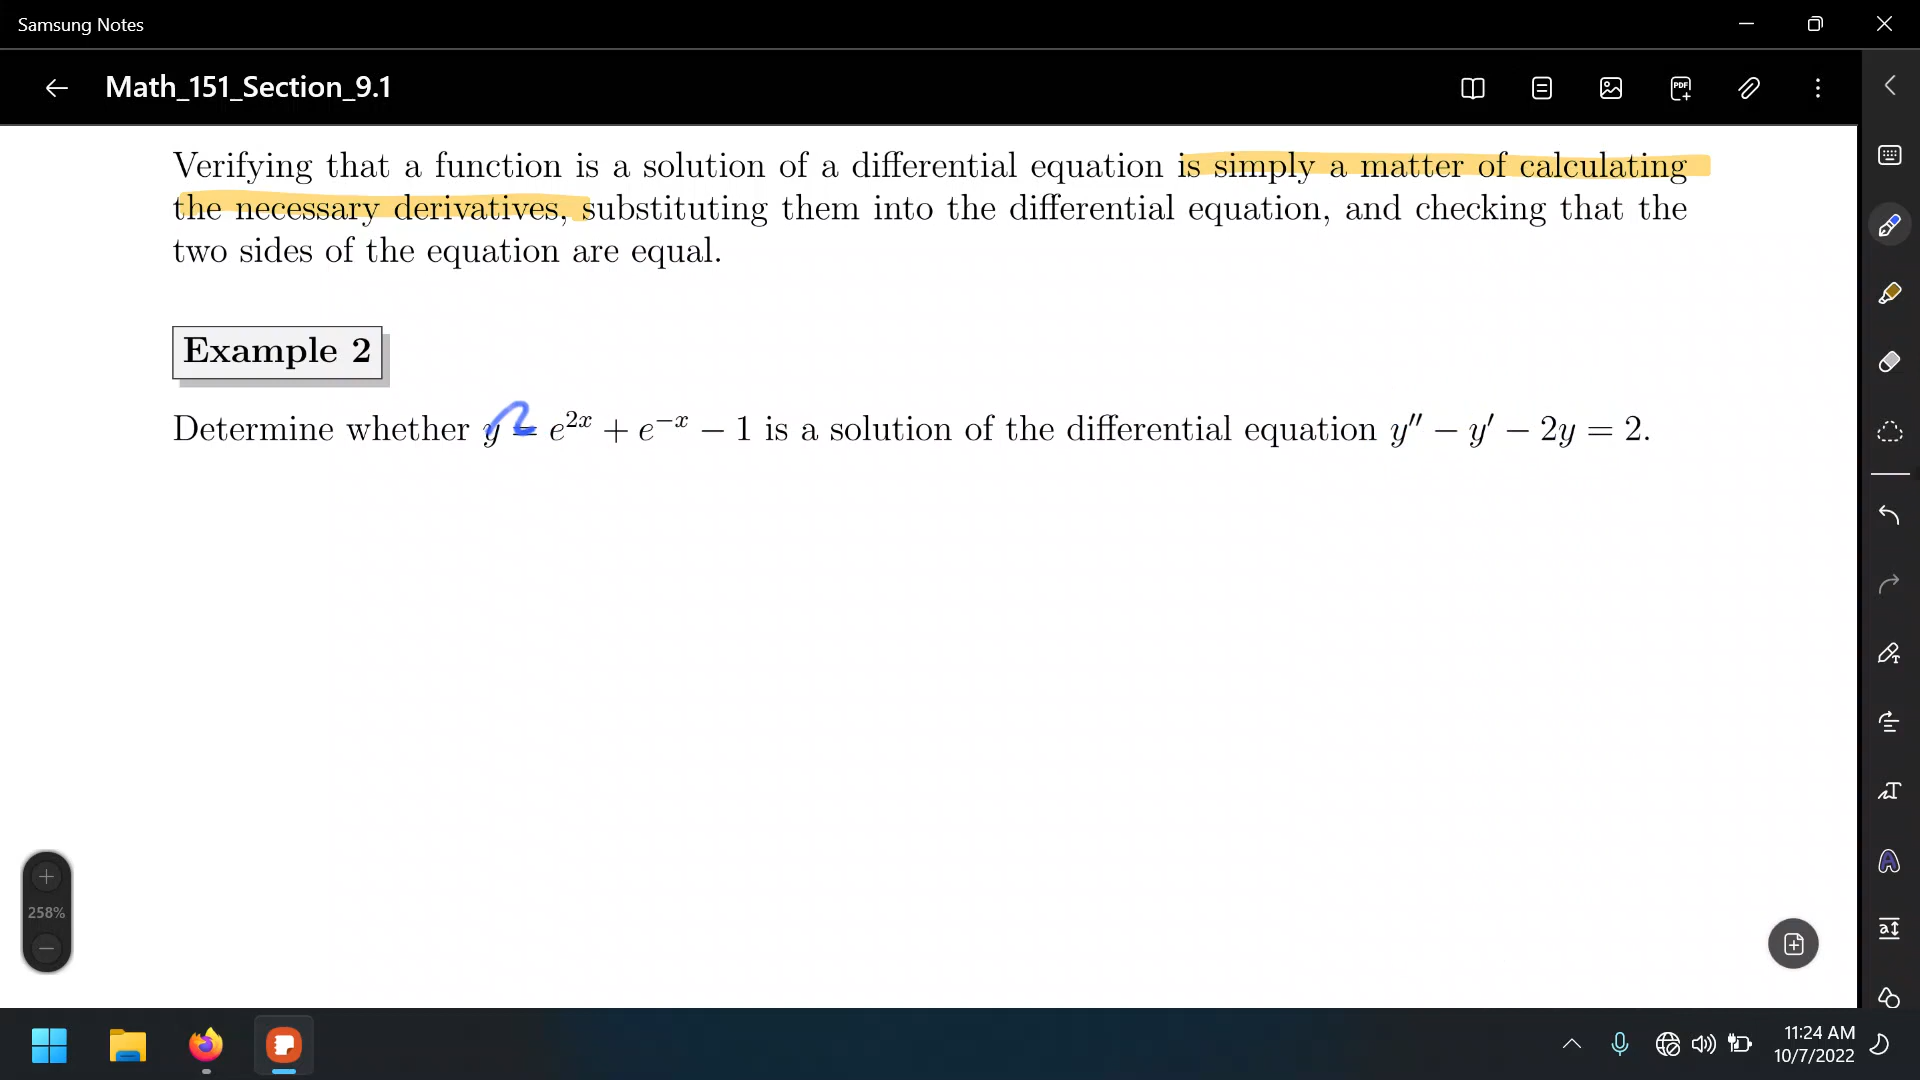 Samsung Notes
Math_151_Section_9.1
Verifying that a function is a solution of a differential equation is simply a matter of calculating
the necessary derivatives, substituting them into the differential equation, and checking that the
two sides of the equation are equal.
Example 2
Determine whether y = e^{2x} + e^{−x} − 1 is a solution of the differential equation y″ − y′ − 2y = 2.
258%
11:24 AM
10/7/2022